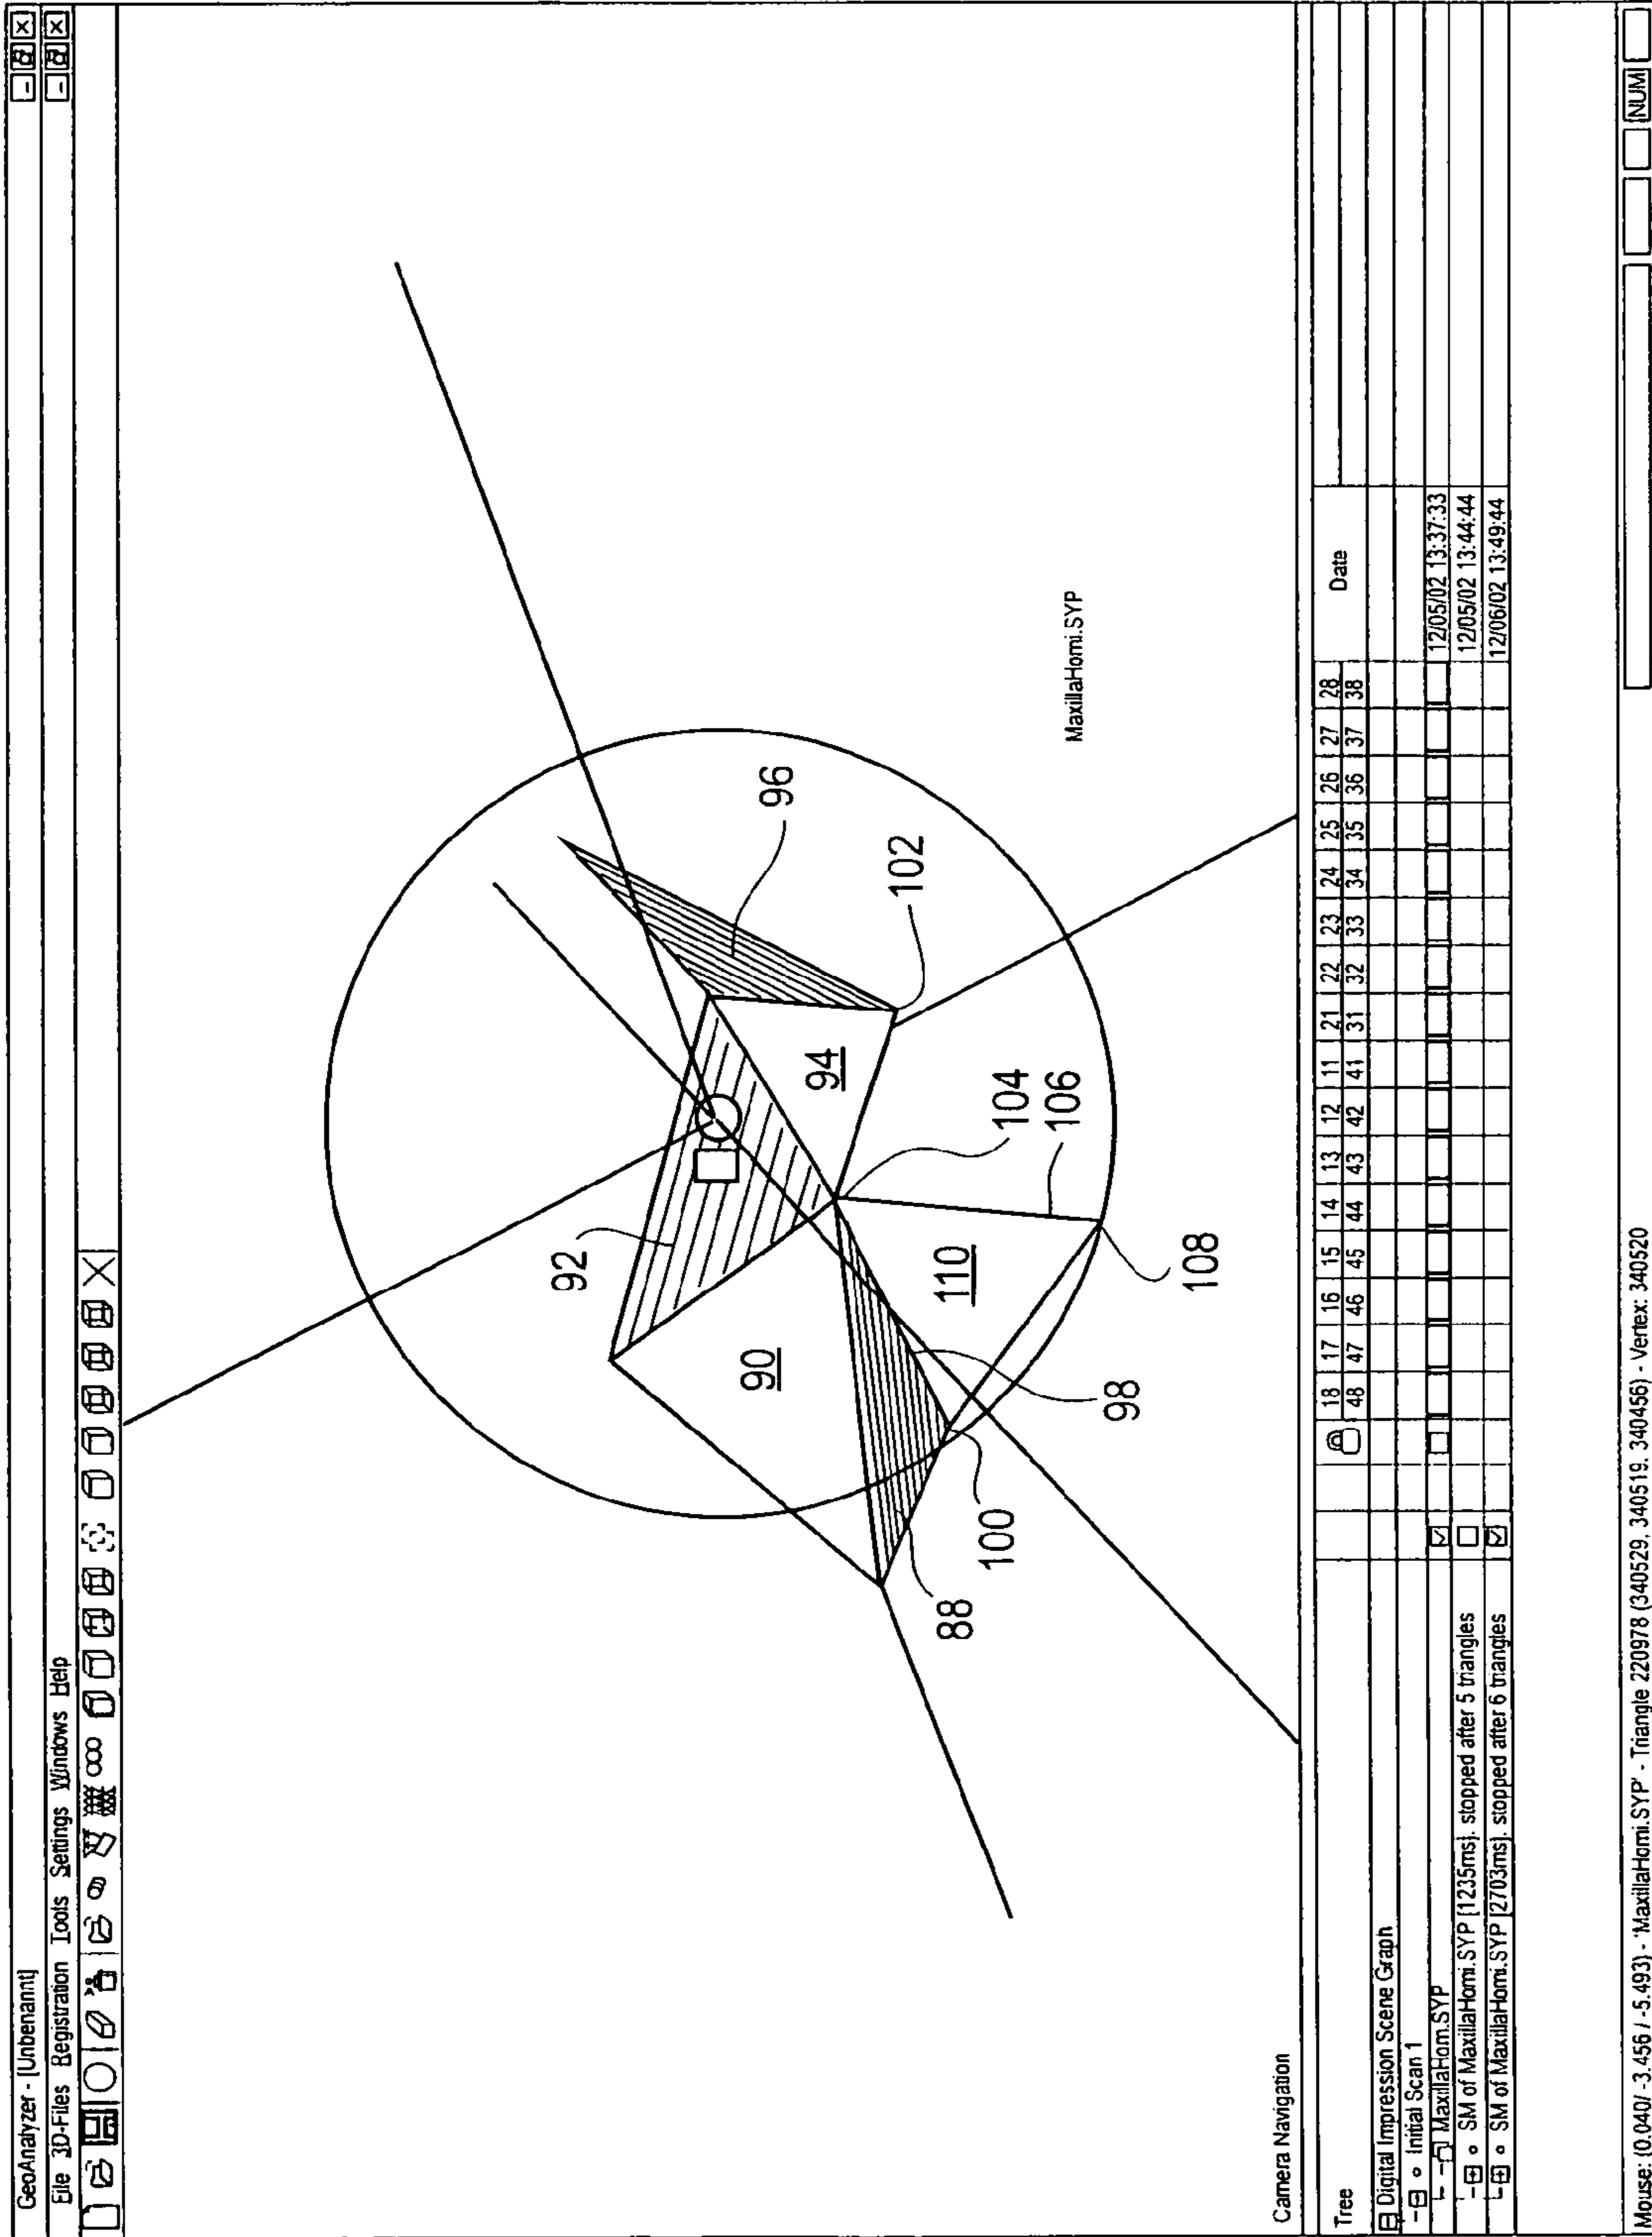 GeoAnalyzer - [Unbenannt]
File 3D-Files Registration Tools Settings Windows Help
92
96
90
94
102
88
100
98
110
104
106
108
MaxillaHomi.SYP
Camera Navigation
Tree 18 17 16 15 14 13 12 11 21 22 23 24 25 26 27 28 Date
48 47 46 45 44 43 42 41 31 32 33 34 35 36 37 38
Digital Impression Scene Graph
Initial Scan 1
MaxillaHom.SYP 12/05/02 13:37:33
SM of MaxillaHomi.SYP [1235ms]. stopped after 5 triangles 12/05/02 13:44:44
SM of MaxillaHomi.SYP [2703ms]. stopped after 6 triangles 12/06/02 13:49:44
Mouse: (0.040/ -3.456 / -5.493) - 'MaxillaHomi.SYP' - Triangle 220978 (340529, 340519, 340456) - Vertex: 340520 NUM